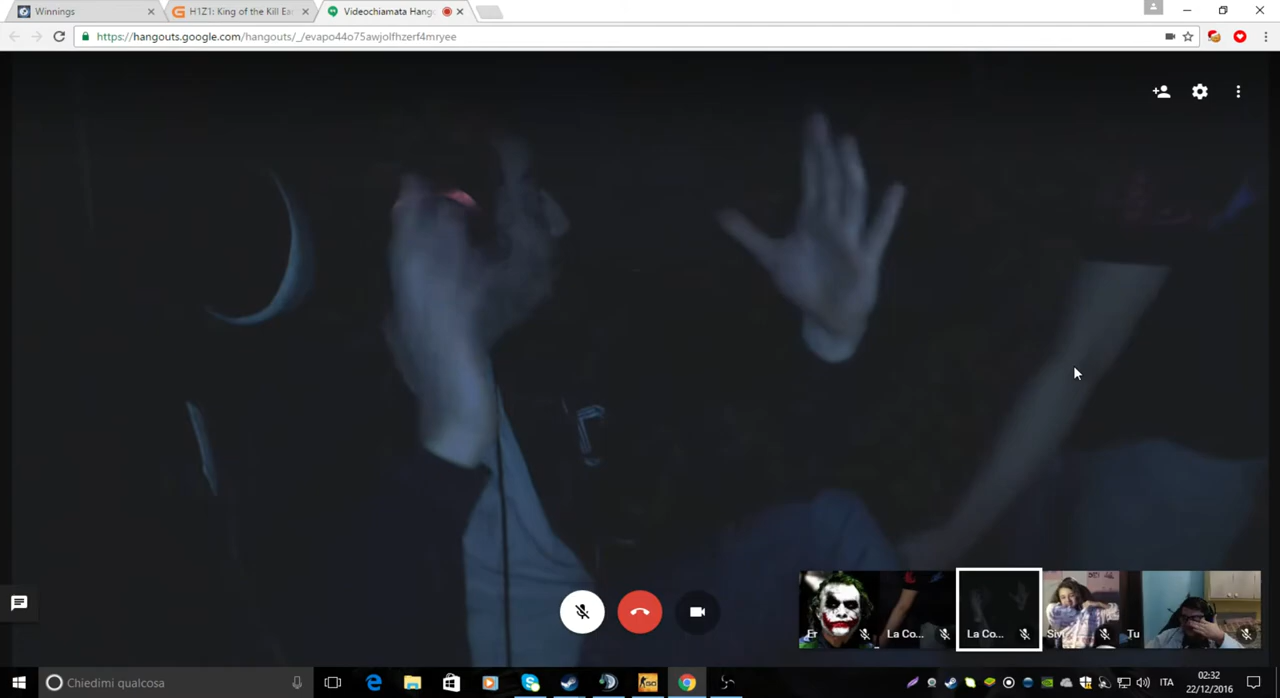 Winnings
H1Z1: King of the Kill Ea
Videochiamata Hang
https://hangouts.google.com/hangouts/_/evapo44o75awjolfhzerf4mryee
Er
La Co...
La Co...
Tu
Chiedimi qualcosa
ITA
02:32
22/12/2016